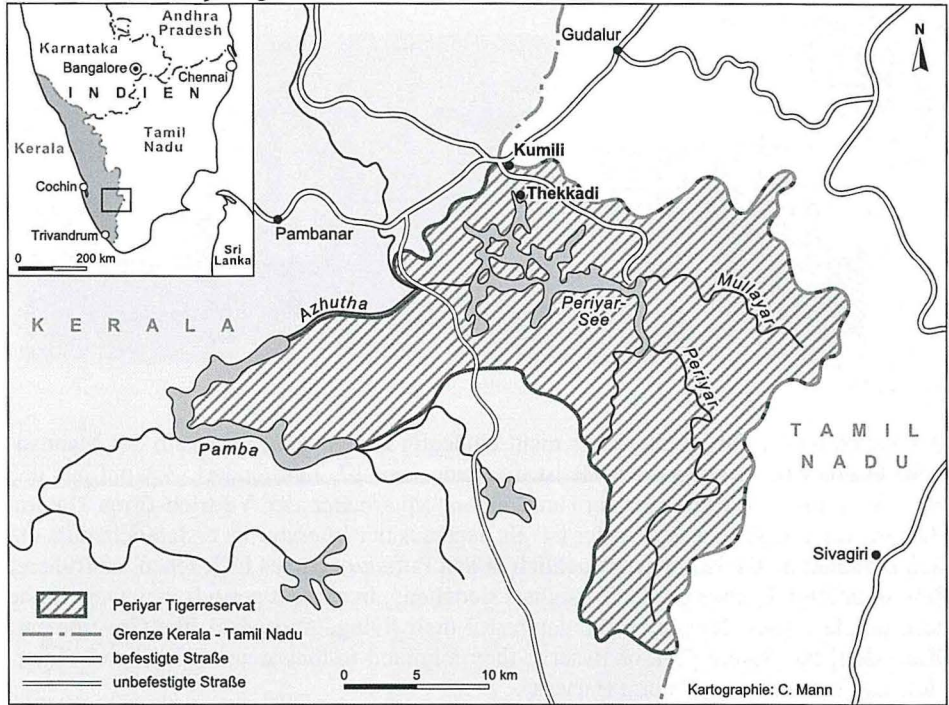 Andhra
Pradesh
Karnataka
Bangalore
Chennai
I N D I E N
Tamil
Nadu
Kerala
Cochin
Trivandrum
Sri
Lanka
0 200 km
Gudalur
N
Kumili
Thekkadi
Pambanar
Periyar-
See
Mullayar
Azhutha
K E R A L A
Periyar
Pamba
T A M I L
N A D U
Sivagiri
Periyar Tigerreservat
Grenze Kerala - Tamil Nadu
befestigte Straße
unbefestigte Straße
0 5 10 km
Kartographie: C. Mann